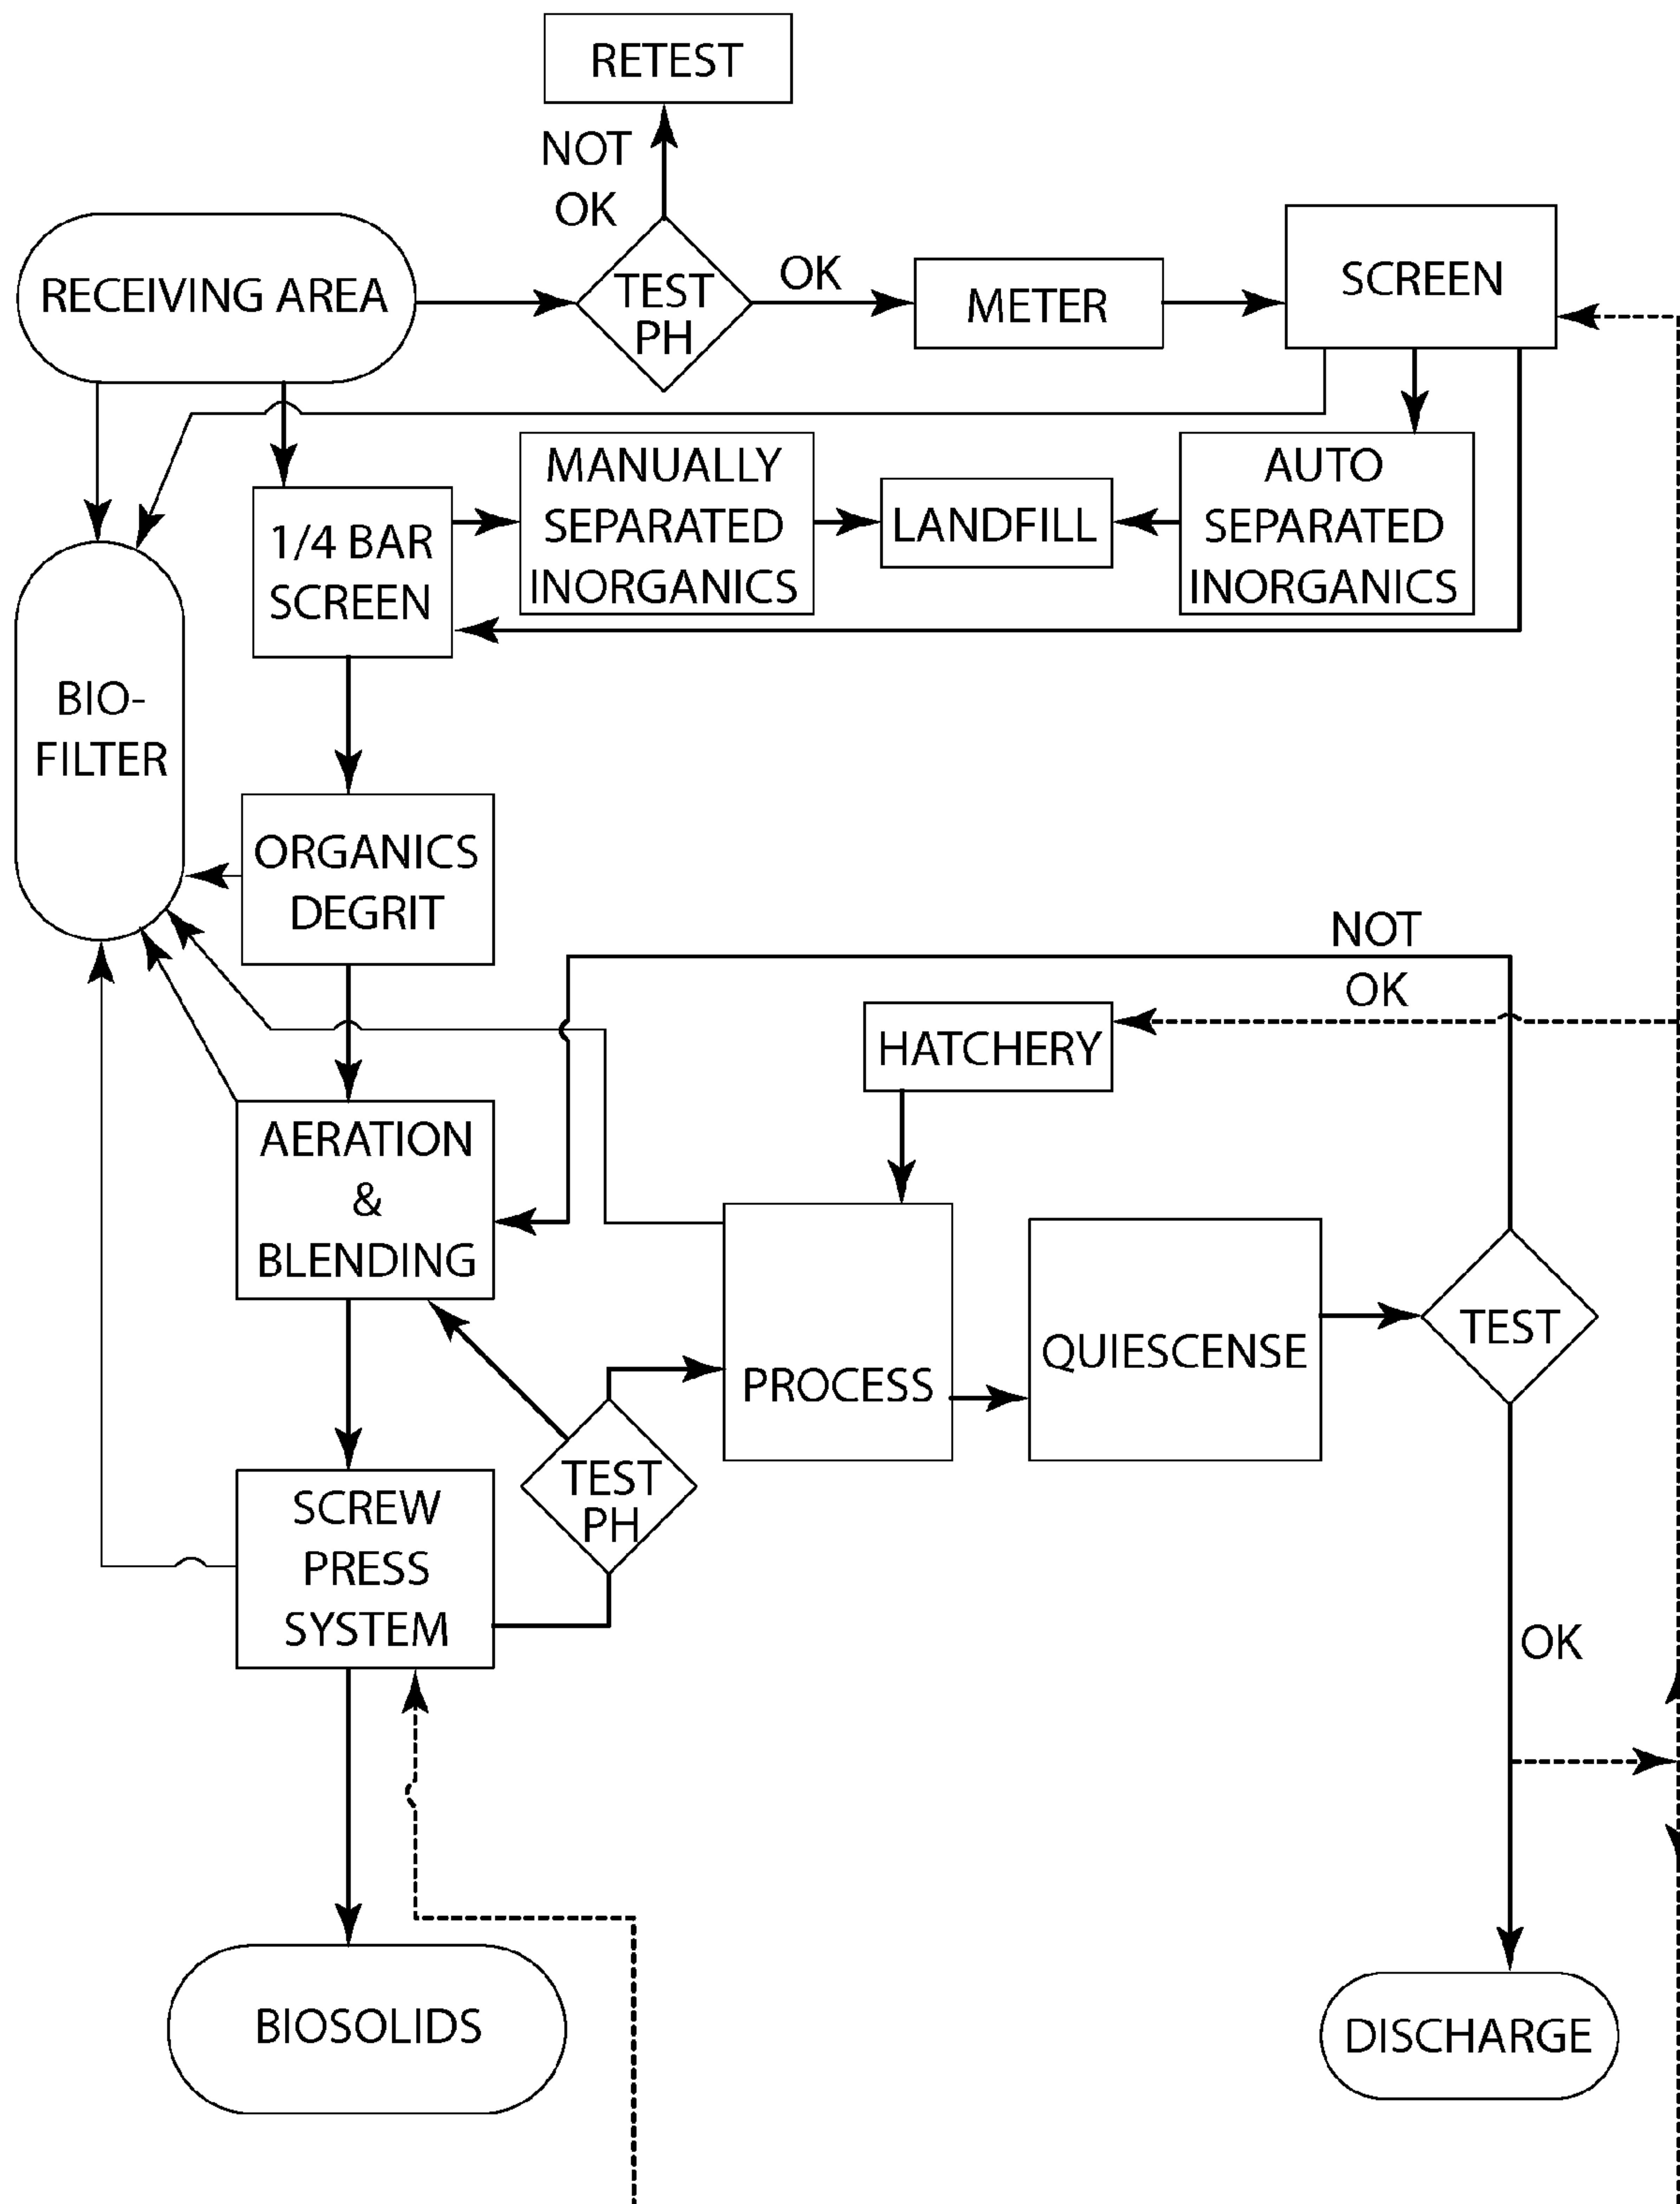 RETEST
NOT
OK
RECEIVING AREA
TEST
PH
OK
METER
SCREEN
1/4 BAR
SCREEN
MANUALLY
SEPARATED
INORGANICS
LANDFILL
AUTO
SEPARATED
INORGANICS
BIO-
FILTER
ORGANICS
DEGRIT
NOT
OK
HATCHERY
AERATION
&
BLENDING
PROCESS
QUIESCENSE
TEST
TEST
PH
SCREW
PRESS
SYSTEM
OK
BIOSOLIDS
DISCHARGE